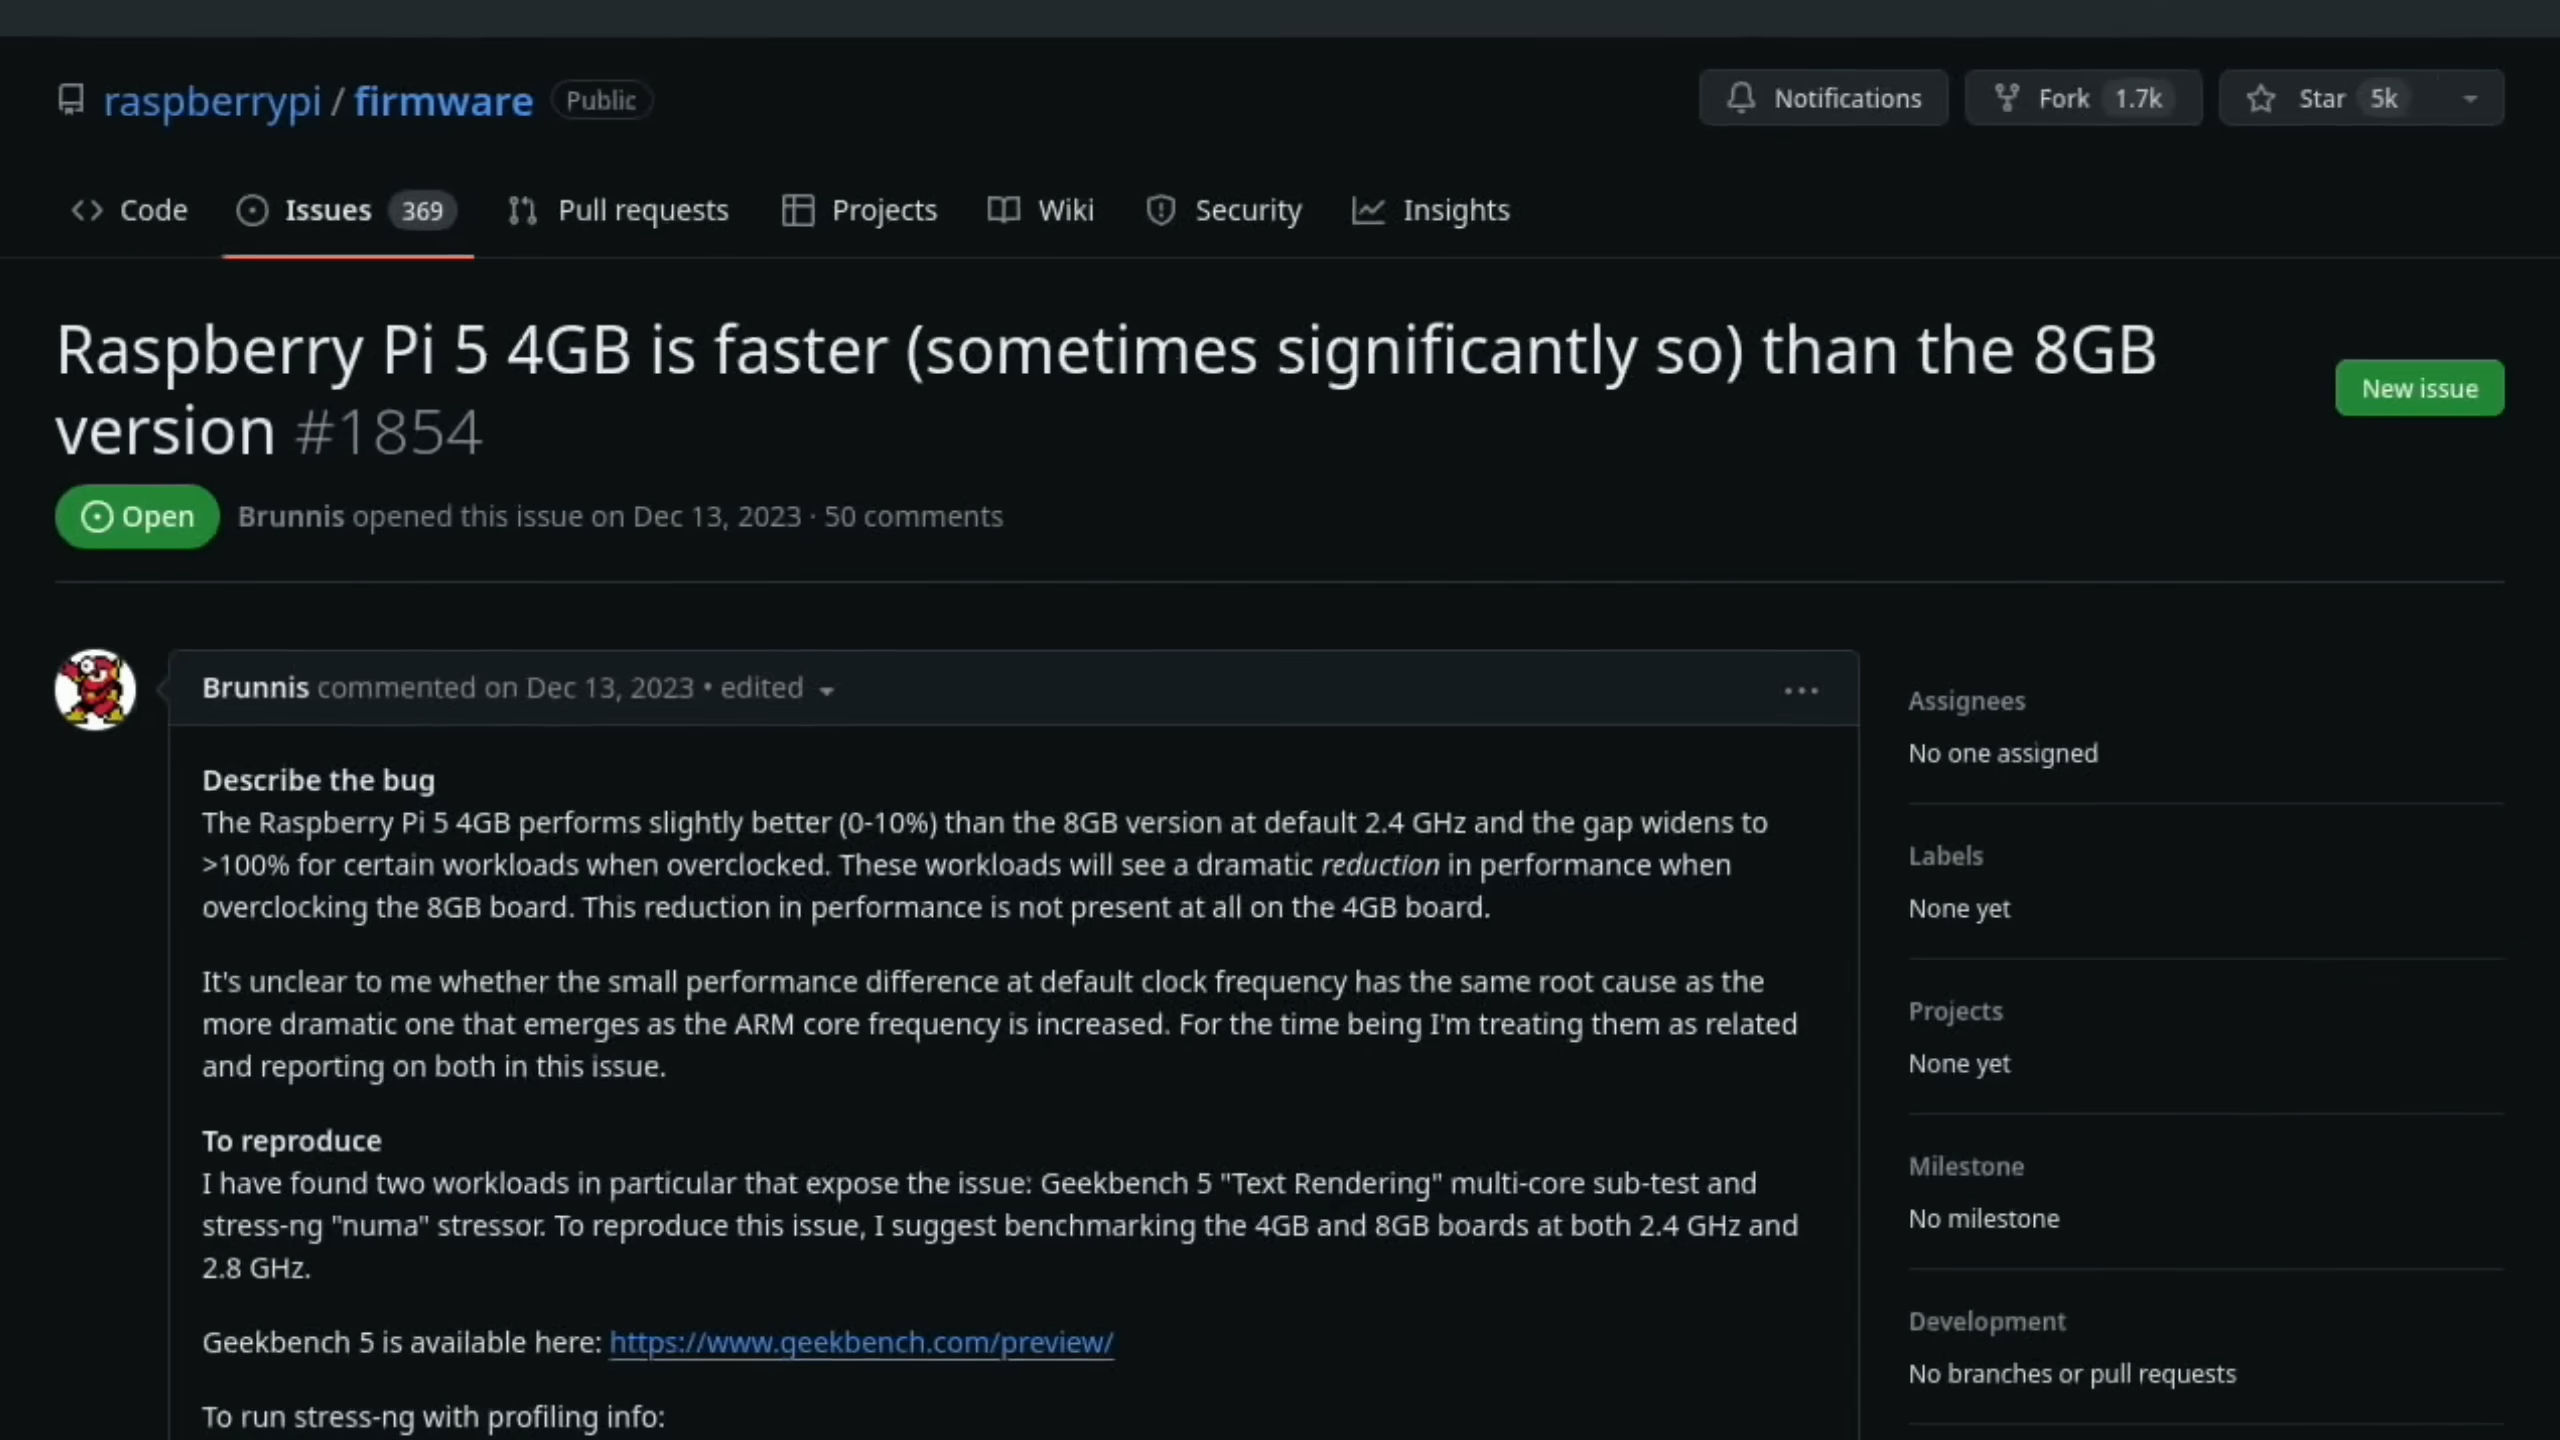 raspberrypi / firmware Public
Notifications
Fork 1.7k
Star 5k
Code
Issues 369
Pull requests
Projects
Wiki
Security
Insights
Raspberry Pi 5 4GB is faster (sometimes significantly so) than the 8GB
version #1854
New issue
Open
Brunnis opened this issue on Dec 13, 2023 · 50 comments
Brunnis commented on Dec 13, 2023 • edited
Describe the bug
The Raspberry Pi 5 4GB performs slightly better (0-10%) than the 8GB version at default 2.4 GHz and the gap widens to
>100% for certain workloads when overclocked. These workloads will see a dramatic reduction in performance when
overclocking the 8GB board. This reduction in performance is not present at all on the 4GB board.
It's unclear to me whether the small performance difference at default clock frequency has the same root cause as the
more dramatic one that emerges as the ARM core frequency is increased. For the time being I'm treating them as related
and reporting on both in this issue.
To reproduce
I have found two workloads in particular that expose the issue: Geekbench 5 "Text Rendering" multi-core sub-test and
stress-ng "numa" stressor. To reproduce this issue, I suggest benchmarking the 4GB and 8GB boards at both 2.4 GHz and
2.8 GHz.
Geekbench 5 is available here: https://www.geekbench.com/preview/
To run stress-ng with profiling info:
Assignees
No one assigned
Labels
None yet
Projects
None yet
Milestone
No milestone
Development
No branches or pull requests